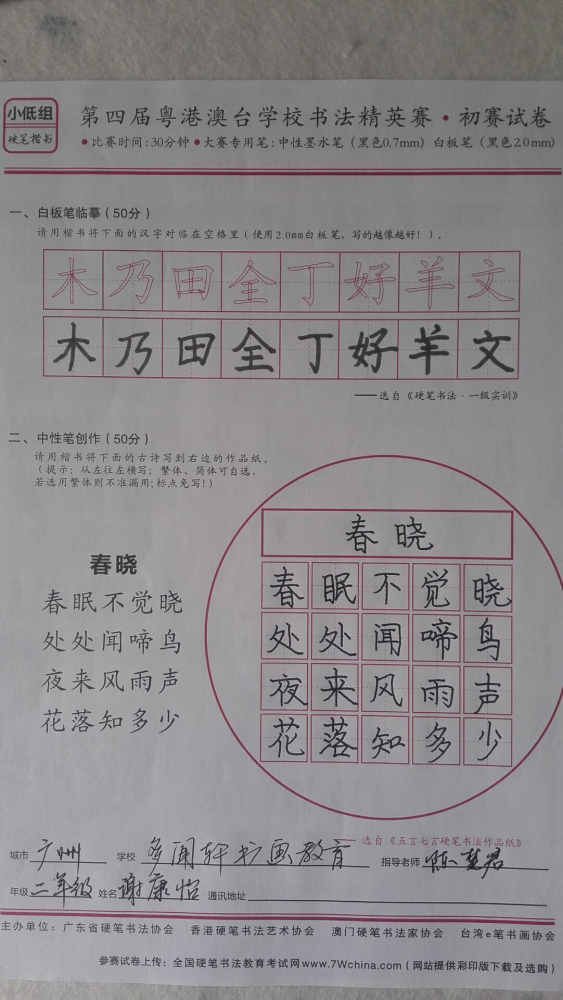 小低组
硬笔楷书
第四届粤港澳台学校书法精英赛·初赛试卷
●比赛时间:30分钟 ●大赛专用笔:中性墨水笔(黑色0.7mm) 白板笔(黑色2.0mm)
一、白板笔临摹(50分)
请用楷书将下面的汉字对临在空格里(使用2.0mm白板笔,写的越像越好!)。
木乃田全丁好羊文
木乃田全丁好羊文
——选自《硬笔书法·一级实训》
二、中性笔创作(50分)
请用楷书将下面的古诗写到右边的作品纸。
(提示:从左往左横写;繁体、简体可自选,
若选用繁体则不准漏用;标点免写!)
春晓
春眠不觉晓
处处闻啼鸟
夜来风雨声
花落知多少
春晓
春眠不觉晓
处处闻啼鸟
夜来风雨声
花落知多少
——选自《五言七言硬笔书法作品纸》
城市 广州 学校 多闻轩书画教育 指导老师 陈楚君
年级 二年级 姓名 谢康怡 通讯地址
主办单位:广东省硬笔书法协会 香港硬笔书法艺术协会 澳门硬笔书法家协会 台湾e笔书画协会
参赛试卷上传:全国硬笔书法教育考试网www.7Wchina.com(网站提供彩印版下载及选购)